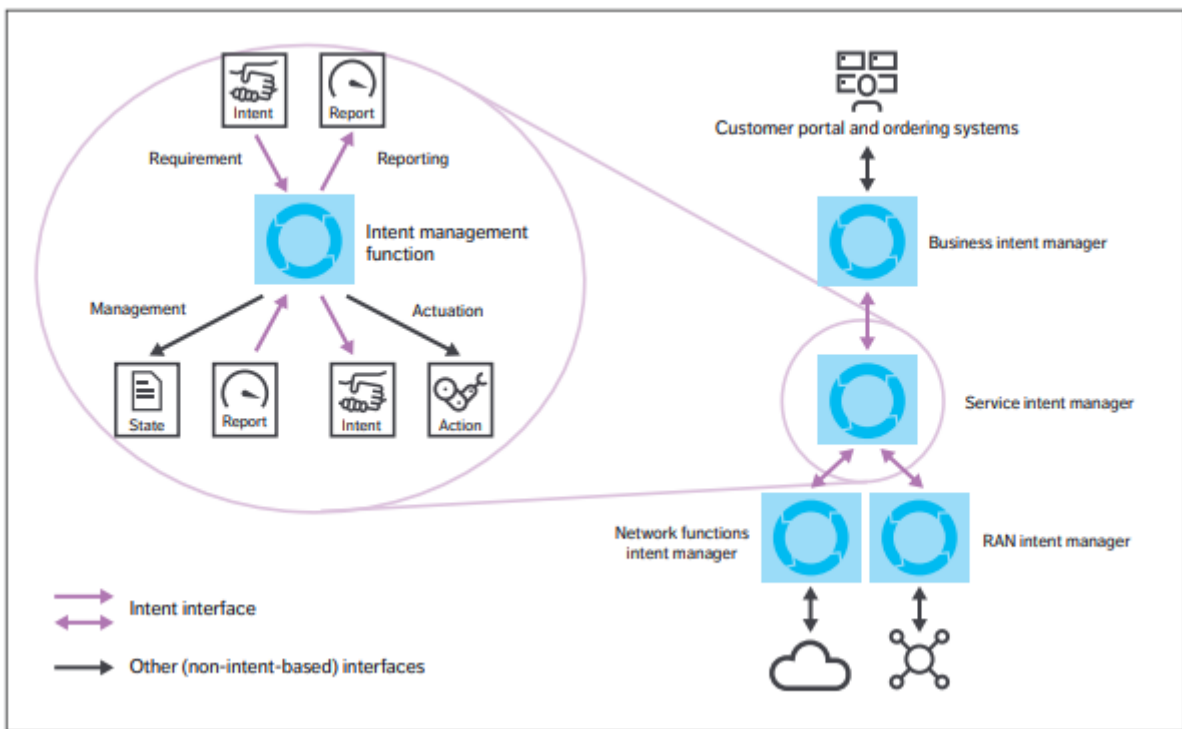 Intent
Report
Requirement
Reporting
Intent management
function
Management
Actuation
State
Report
Intent
Action
Customer portal and ordering systems
Business intent manager
Service intent manager
Network functions
intent manager
RAN intent manager
Intent interface
Other (non-intent-based) interfaces